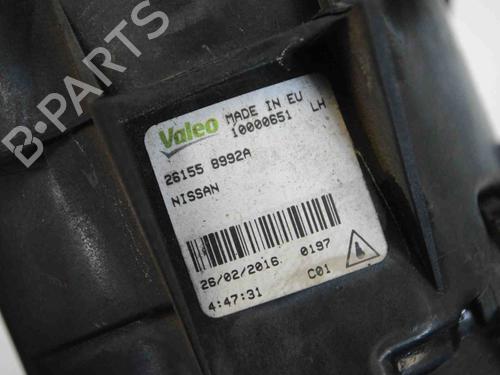 B-PARTS
Valeo MADE IN EU
10000651 LH
26155 8992A
NISSAN
26/02/2016 0197
4:47:31 C01